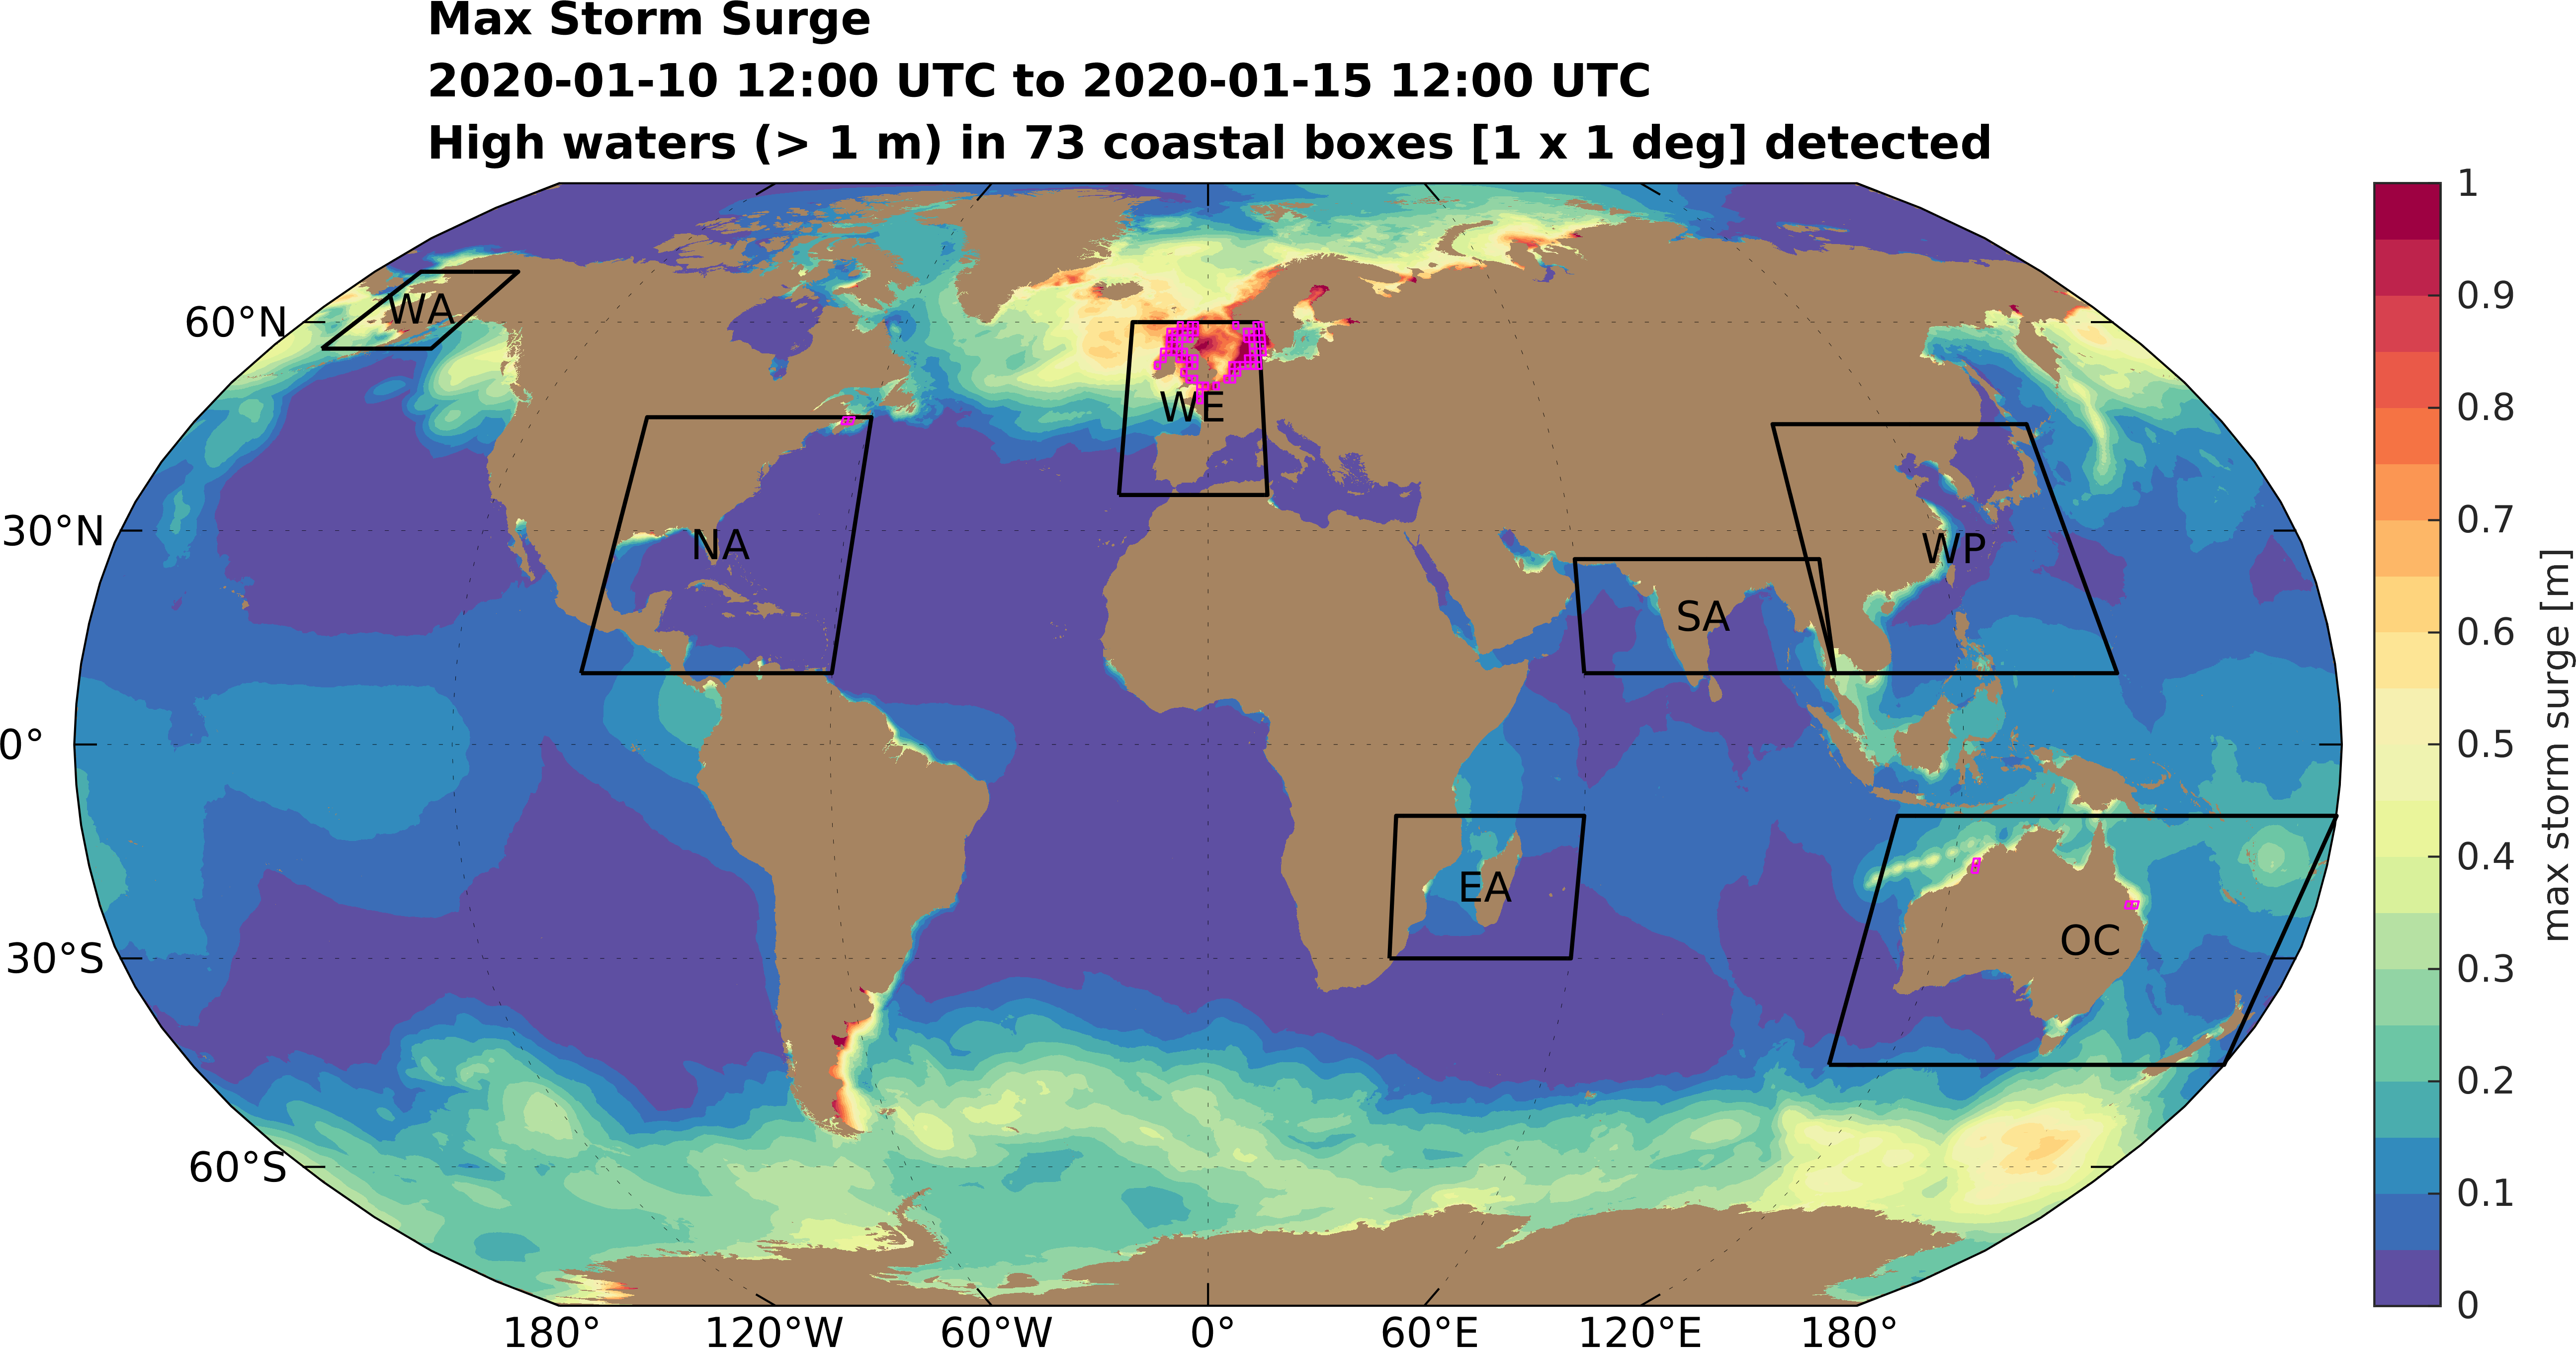 Max Storm Surge
2020-01-10 12:00 UTC to 2020-01-15 12:00 UTC
High waters (> 1 m) in 73 coastal boxes [1 x 1 deg] detected
60°N
30°N
0°
30°S
60°S
WA
NA
WE
SA
WP
EA
OC
180°
120°W
60°W
0°
60°E
120°E
180°
1
0.9
0.8
0.7
0.6
0.5
0.4
0.3
0.2
0.1
0
max storm surge [m]